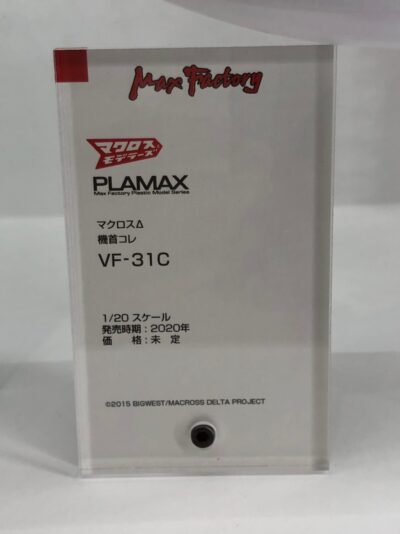 Max Factory
マクロス
モデラーズ
PLAMAX
Max Factory Plastic Model Series
マクロスΔ
機首コレ
VF-31C
1/20 スケール
発売時期:2020年
価　　格:未 定
©2015 BIGWEST/MACROSS DELTA PROJECT